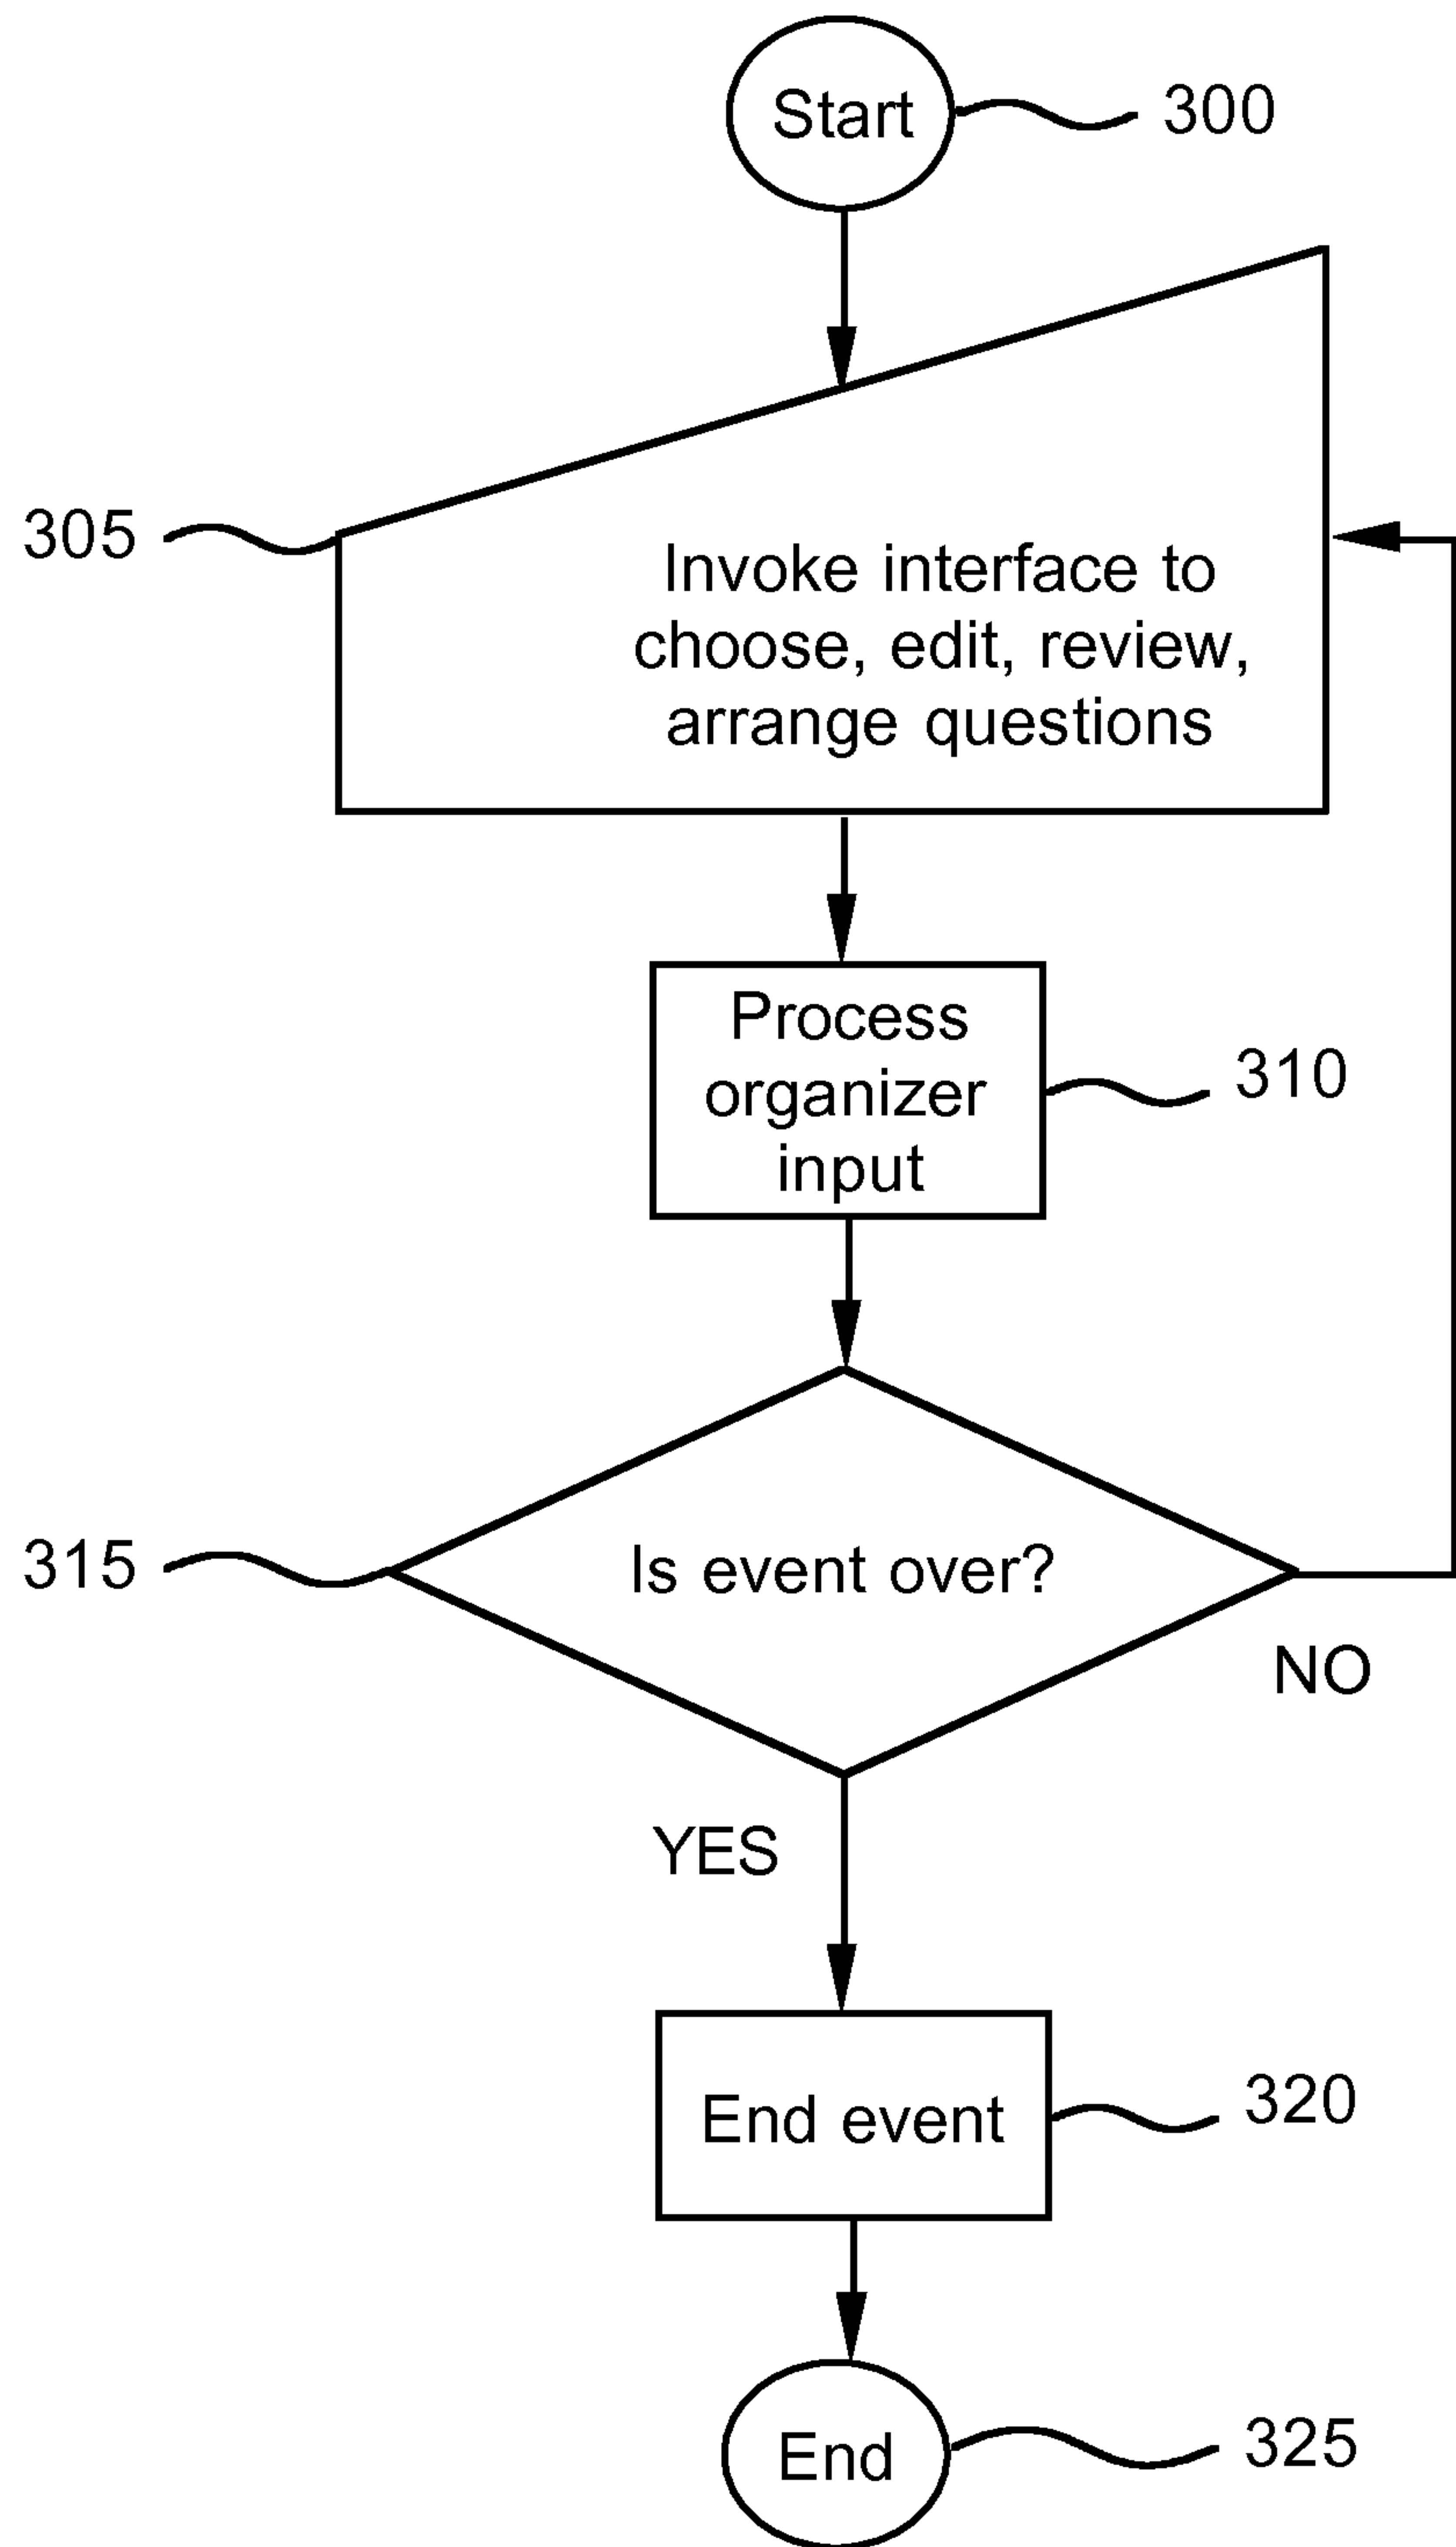 Start
300
305
Invoke interface to
choose, edit, review,
arrange questions
Process
organizer
input
310
315
Is event over?
NO
YES
End event
320
End
325